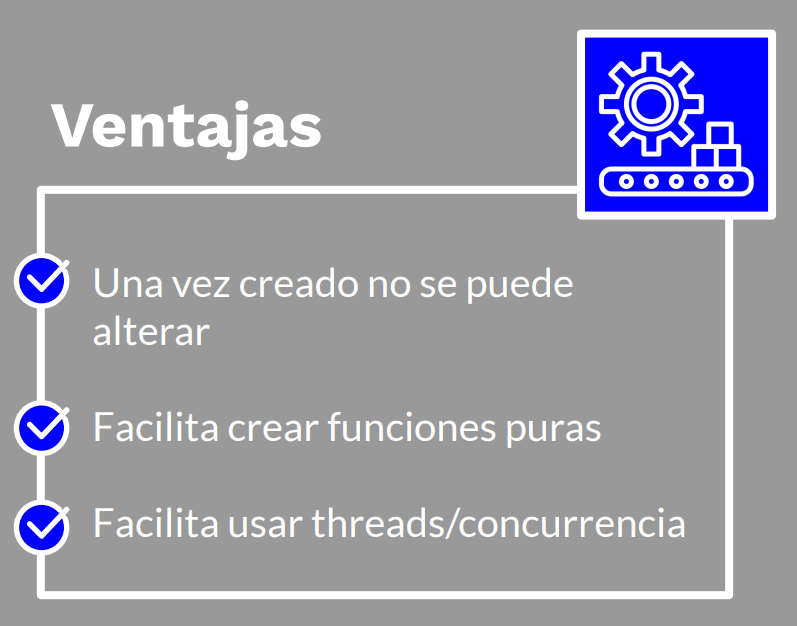 Ventajas
Una vez creado no se puede
alterar
Facilita crear funciones puras
Facilita usar threads/concurrencia